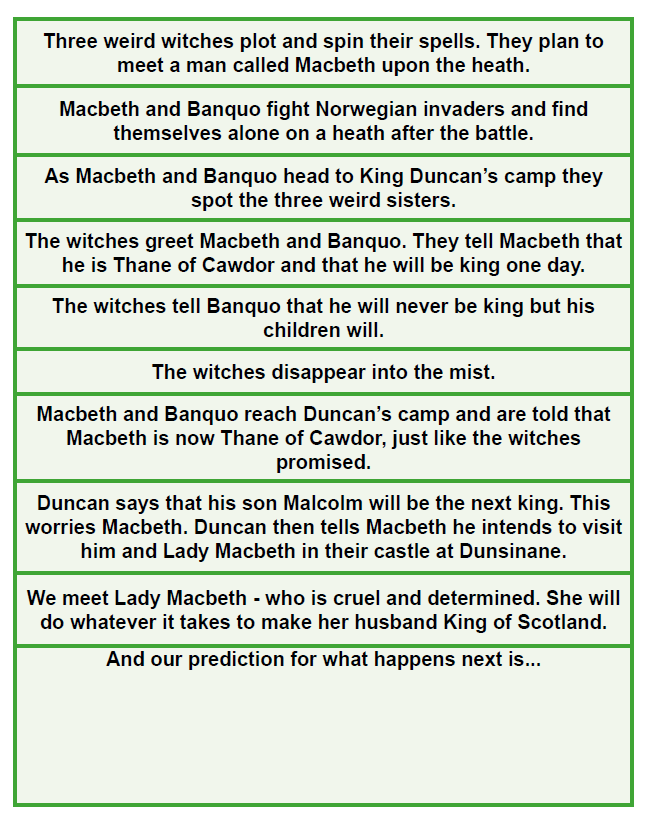 Three weird witches plot and spin their spells. They plan to
meet a man called Macbeth upon the heath.
Macbeth and Banquo fight Norwegian invaders and find
themselves alone on a heath after the battle.
As Macbeth and Banquo head to King Duncan’s camp they
spot the three weird sisters.
The witches greet Macbeth and Banquo. They tell Macbeth that
he is Thane of Cawdor and that he will be king one day.
The witches tell Banquo that he will never be king but his
children will.
The witches disappear into the mist.
Macbeth and Banquo reach Duncan’s camp and are told that
Macbeth is now Thane of Cawdor, just like the witches
promised.
Duncan says that his son Malcolm will be the next king. This
worries Macbeth. Duncan then tells Macbeth he intends to visit
him and Lady Macbeth in their castle at Dunsinane.
We meet Lady Macbeth - who is cruel and determined. She will
do whatever it takes to make her husband King of Scotland.
And our prediction for what happens next is...